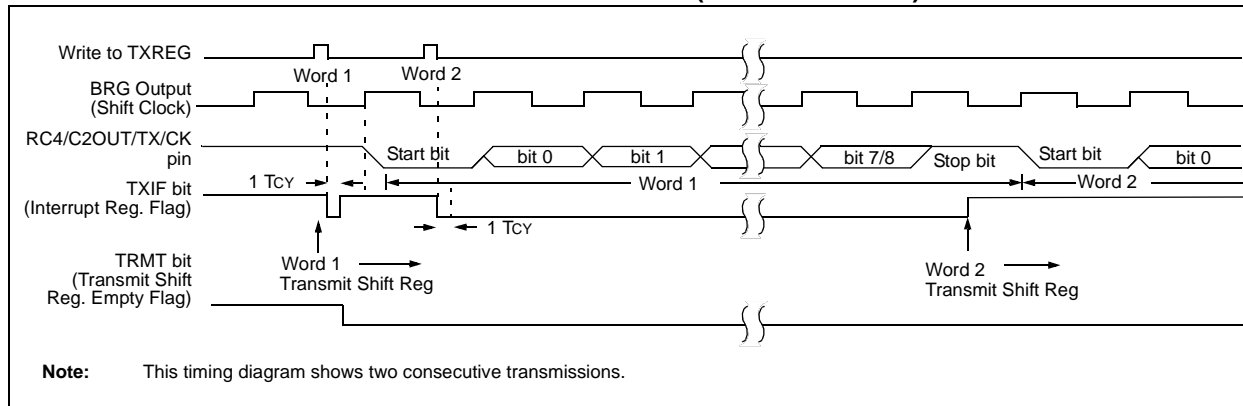 Write to TXREG
Word 1
Word 2
BRG Output
(Shift Clock)
RC4/C2OUT/TX/CK
pin
Start bit
bit 0
bit 1
bit 7/8
Stop bit
Start bit
bit 0
1 TCY
Word 1
Word 2
TXIF bit
(Interrupt Reg. Flag)
1 TCY
TRMT bit
(Transmit Shift
Reg. Empty Flag)
Word 1
Transmit Shift Reg
Word 2
Transmit Shift Reg
Note: This timing diagram shows two consecutive transmissions.